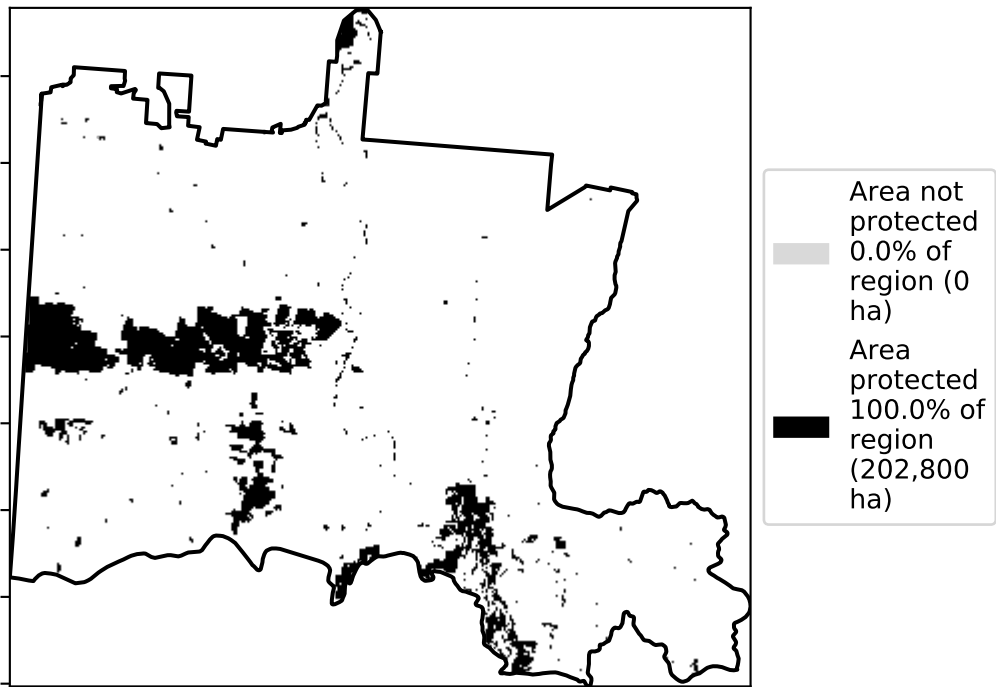 Area not
protected
0.0% of
region (0
ha)
Area
protected
100.0% of
region
(202,800
ha)